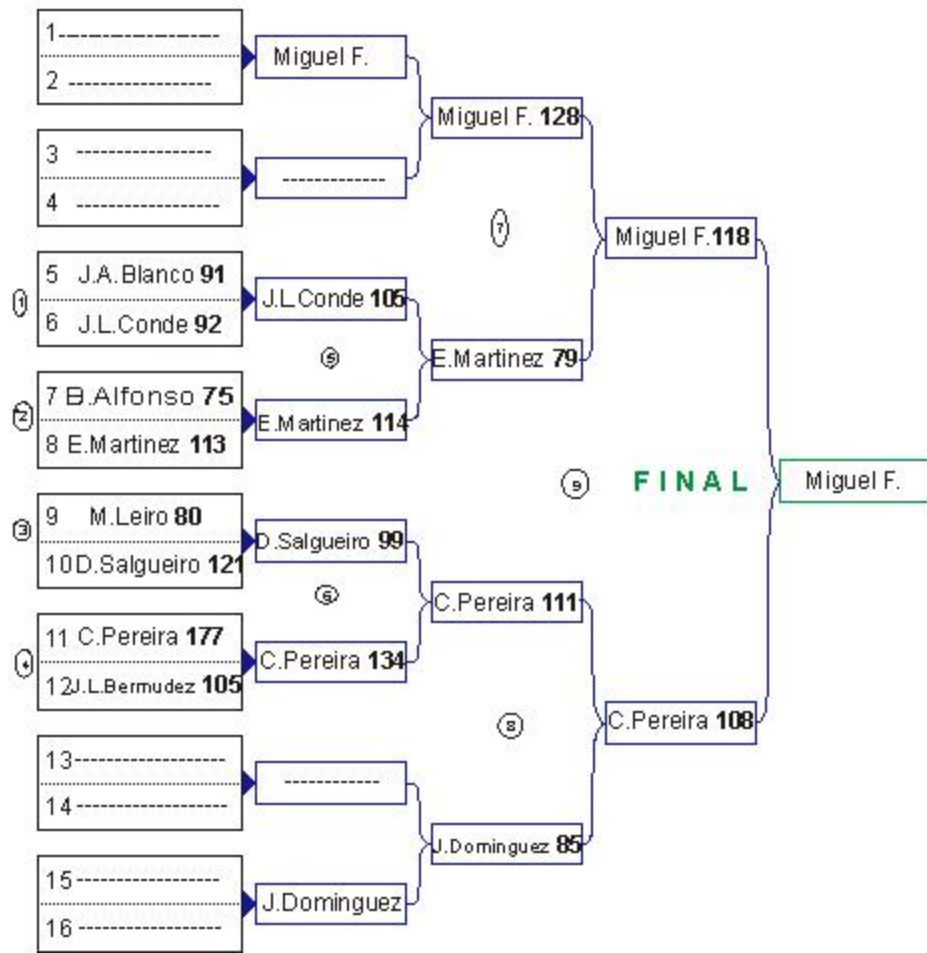 1--------------------
2 ------------------
3 -----------------
4 ------------------
① 5 J.A.Blanco 91
6 J.L.Conde 92
② 7 B.Alfonso 75
8 E.Martinez 113
③ 9 M.Leiro 80
10 D.Salgueiro 121
④ 11 C.Pereira 177
12 J.L.Bermudez 105
13-------------------
14 -------------------
15 ------------------
16 ------------------
Miguel F.
-------------
J.L.Conde 105
⑤
E.Martinez 114
D.Salgueiro 99
⑥
C.Pereira 134
------------
J.Dominguez
Miguel F. 128
⑦
E.Martinez 79
C.Pereira 111
⑧
J.Dominguez 85
Miguel F.118
⑨ FINAL
C.Pereira 108
Miguel F.